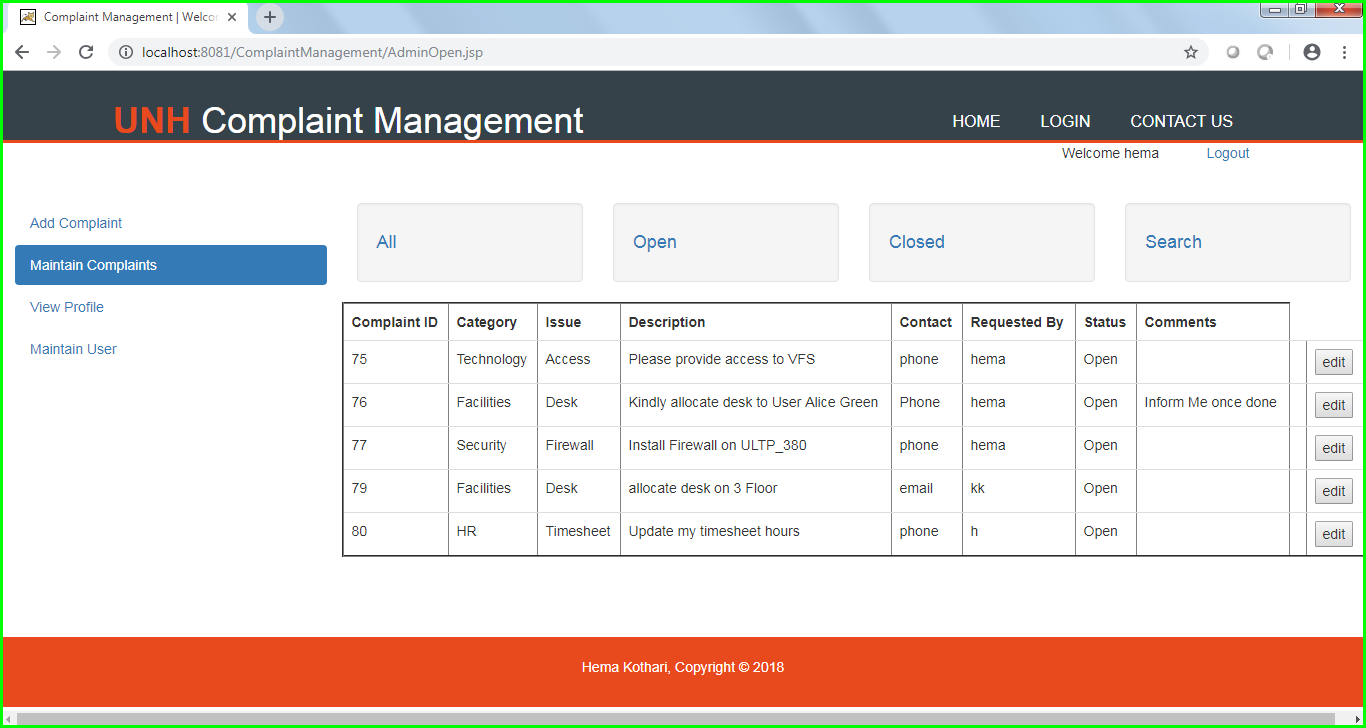 Complaint Management | Welco
localhost:8081/ComplaintManagement/AdminOpen.jsp
UNH Complaint Management
HOME LOGIN CONTACT US
Welcome hema Logout
Add Complaint
Maintain Complaints
View Profile
Maintain User
All Open Closed Search
Complaint ID Category Issue Description Contact Requested By Status Comments
75 Technology Access Please provide access to VFS phone hema Open edit
76 Facilities Desk Kindly allocate desk to User Alice Green Phone hema Open Inform Me once done edit
77 Security Firewall Install Firewall on ULTP_380 phone hema Open edit
79 Facilities Desk allocate desk on 3 Floor email kk Open edit
80 HR Timesheet Update my timesheet hours phone h Open edit
Hema Kothari, Copyright © 2018